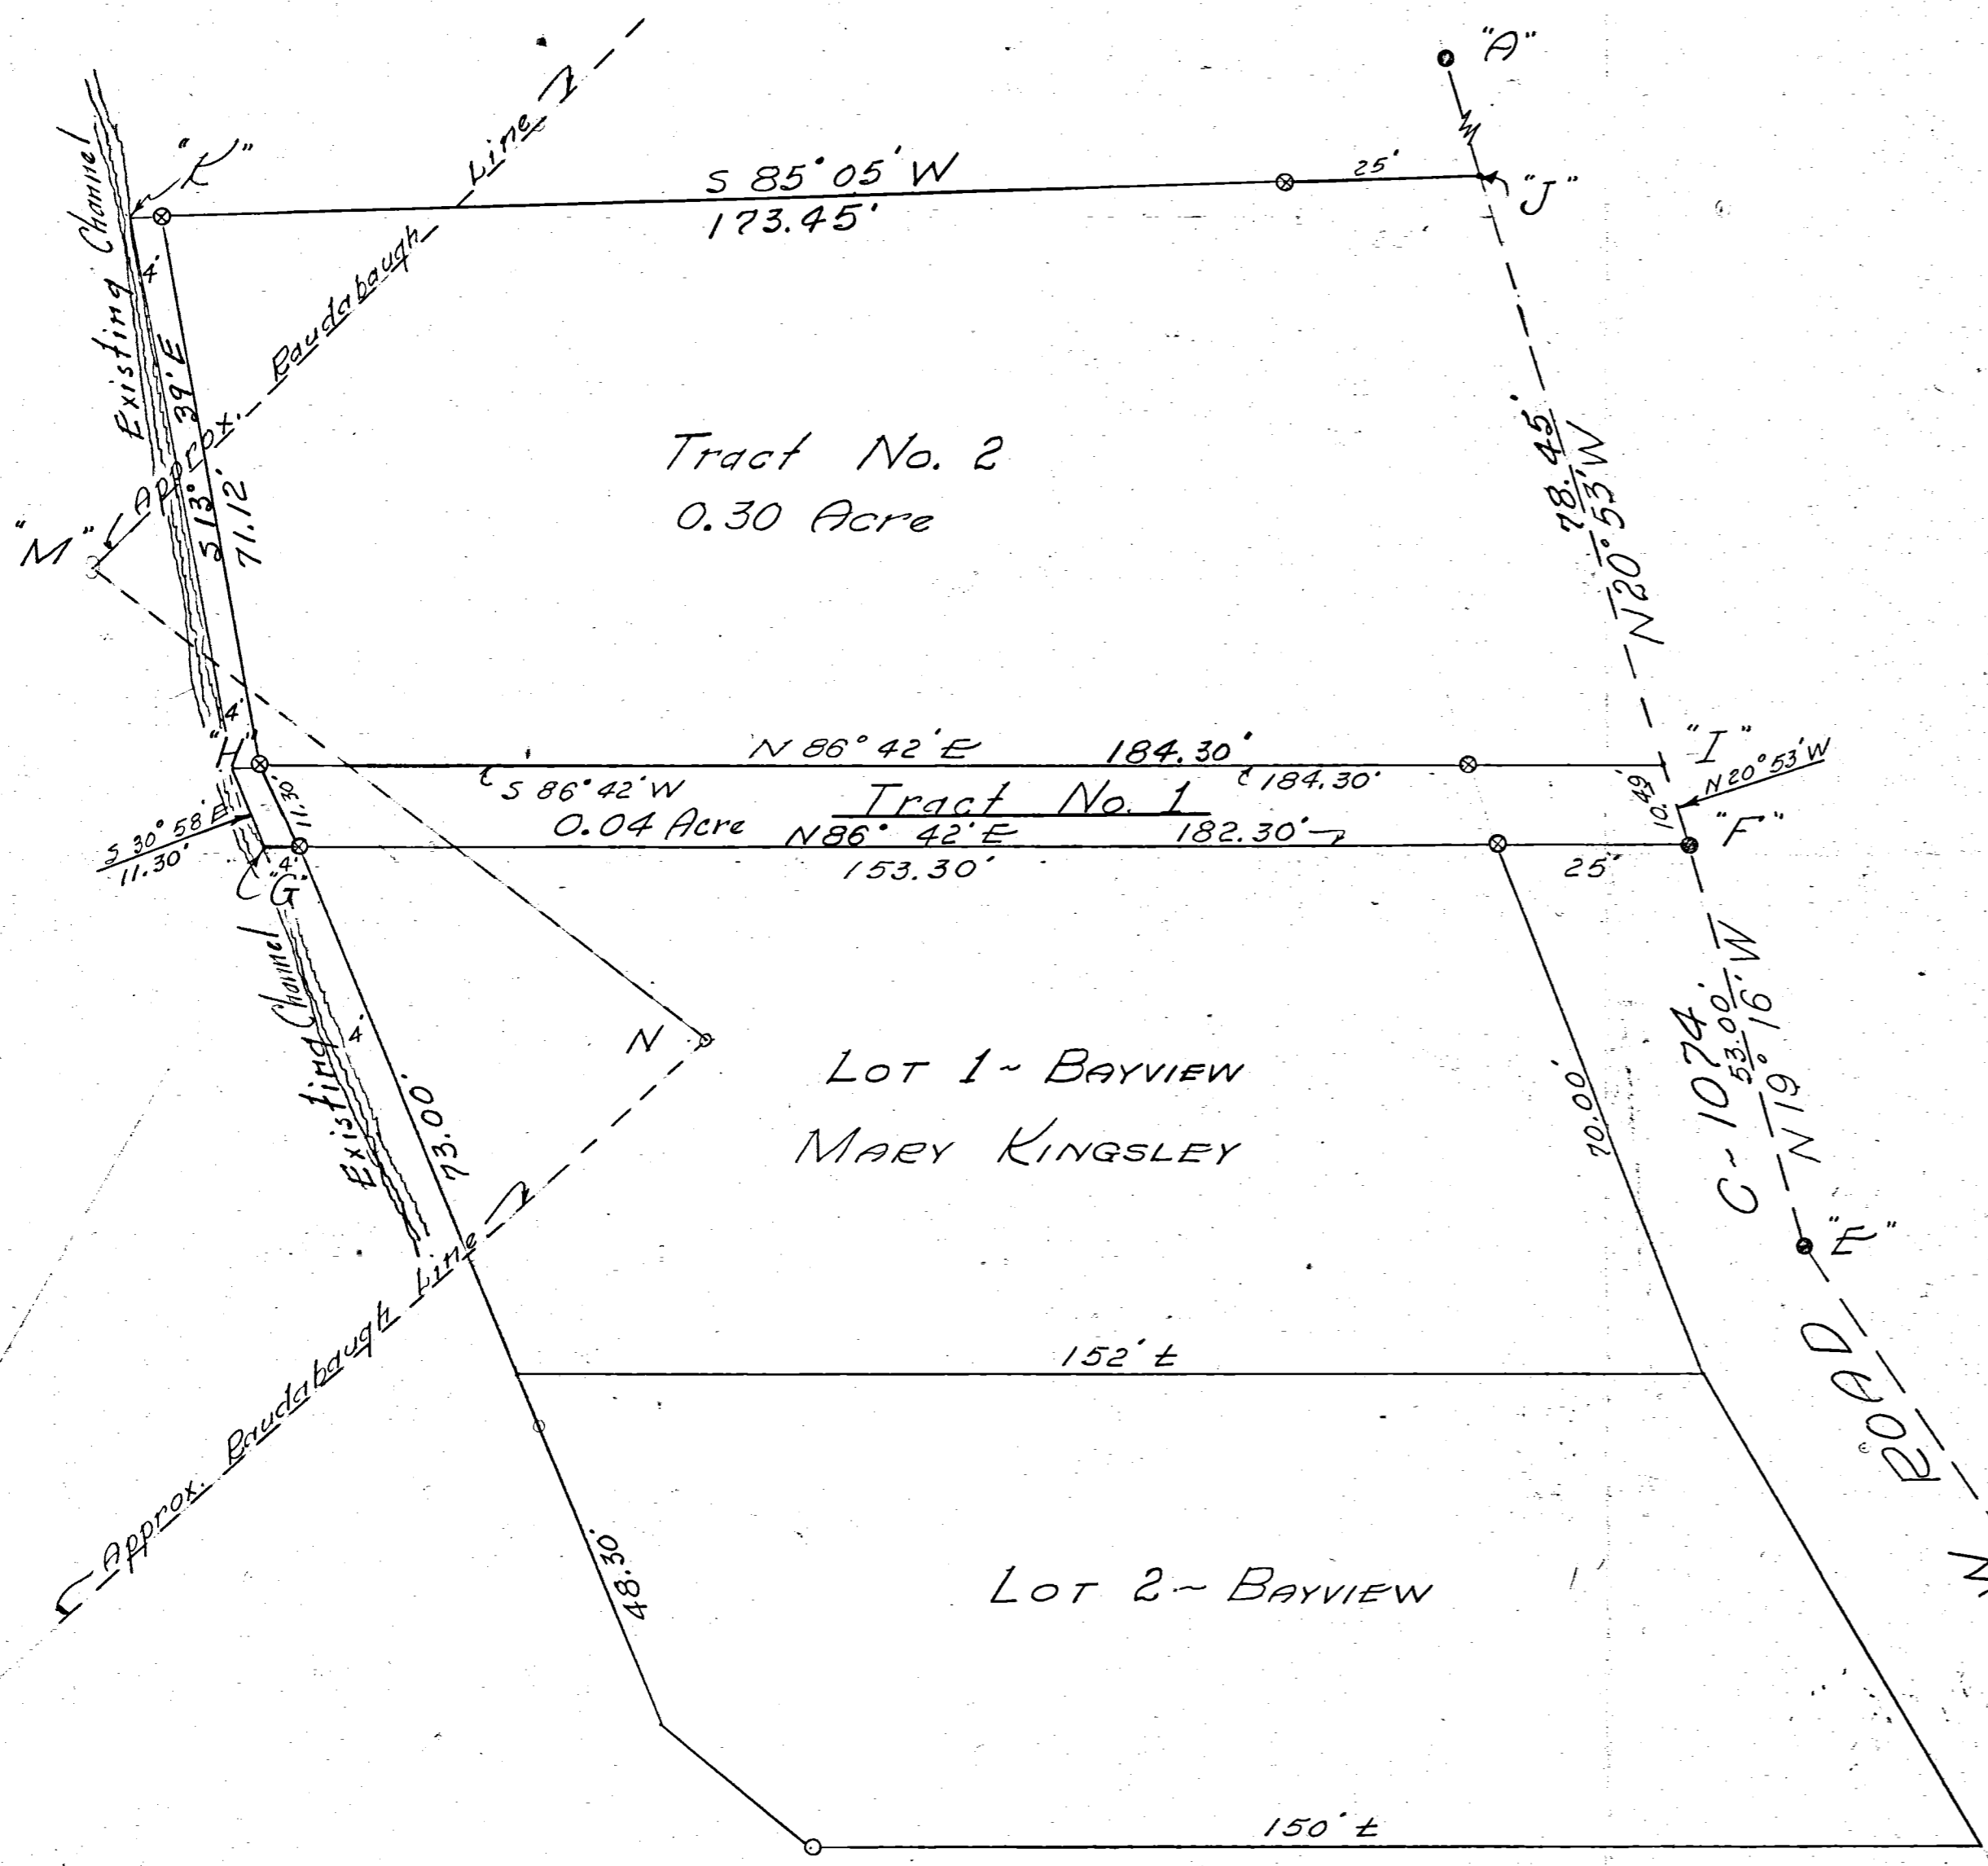 "A"
"K"
Line
S 85° 05' W
25'
"J"
173.45'
Existing Channel
4'
Raudabaugh
S 13° 39' E
71.12'
Approx.
"M"
Tract No. 2
0.30 Acre
78.45'
N 20° 53' W
4'
"H"
N 86° 42' E 184.30'
"I"
N 20° 53' W
S 86° 42' W
184.30'
10.49'
11.30'
Tract No. 1
0.04 Acre
N 86° 42' E 182.30'
"F"
S 30° 58' E
11.30'
4'
"G"
153.30'
25'
Existing Channel
4'
73.00'
N
Lot 1 ~ Bayview
Mary Kingsley
70.00'
C ~ 1074
53.00'
N 19° 16' W
"E"
Line
Approx. Raudabaugh
152' ±
ROAD
48.30'
Lot 2 ~ Bayview
N
150' ±